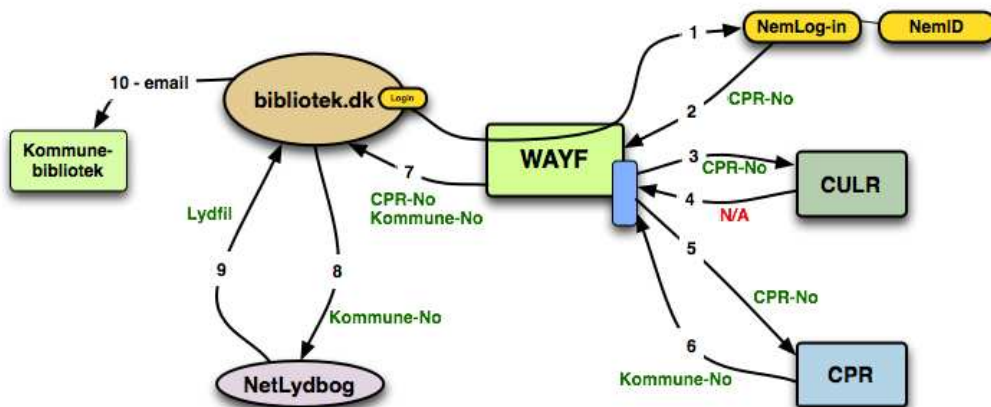 1
NemLog-in
NemID
10 - email
bibliotek.dk
Login
2
CPR-No
Kommune-
bibliotek
WAYF
3
CPR-No
CULR
7
4
CPR-No
Kommune-No
N/A
Lydfil
5
9
8
CPR-No
Kommune-No
6
Kommune-No
CPR
NetLydbog